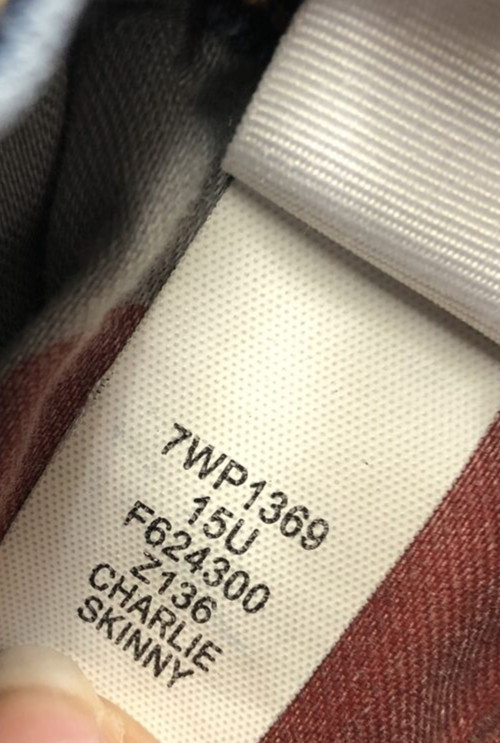 7WP1369
15U
F624300
Z136
CHARLIE
SKINNY